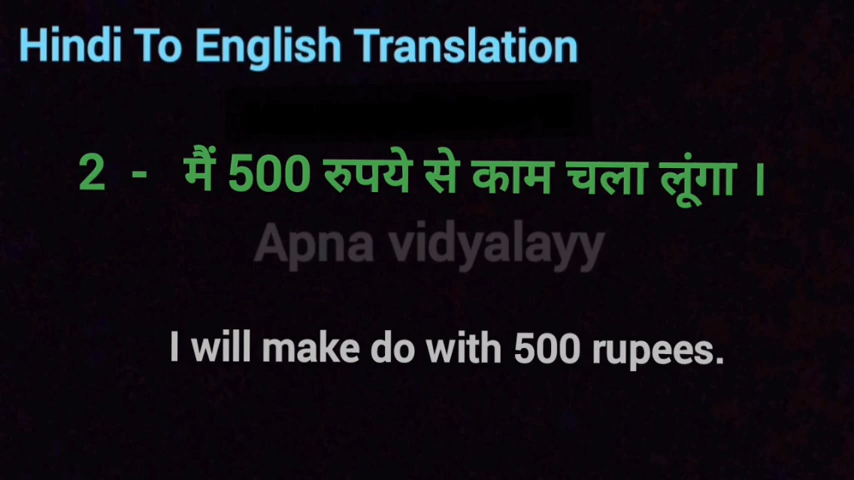 Hindi To English Translation
2 - मैं 500 रुपये से काम चला लूंगा ।
Apna vidyalayy
I will make do with 500 rupees.